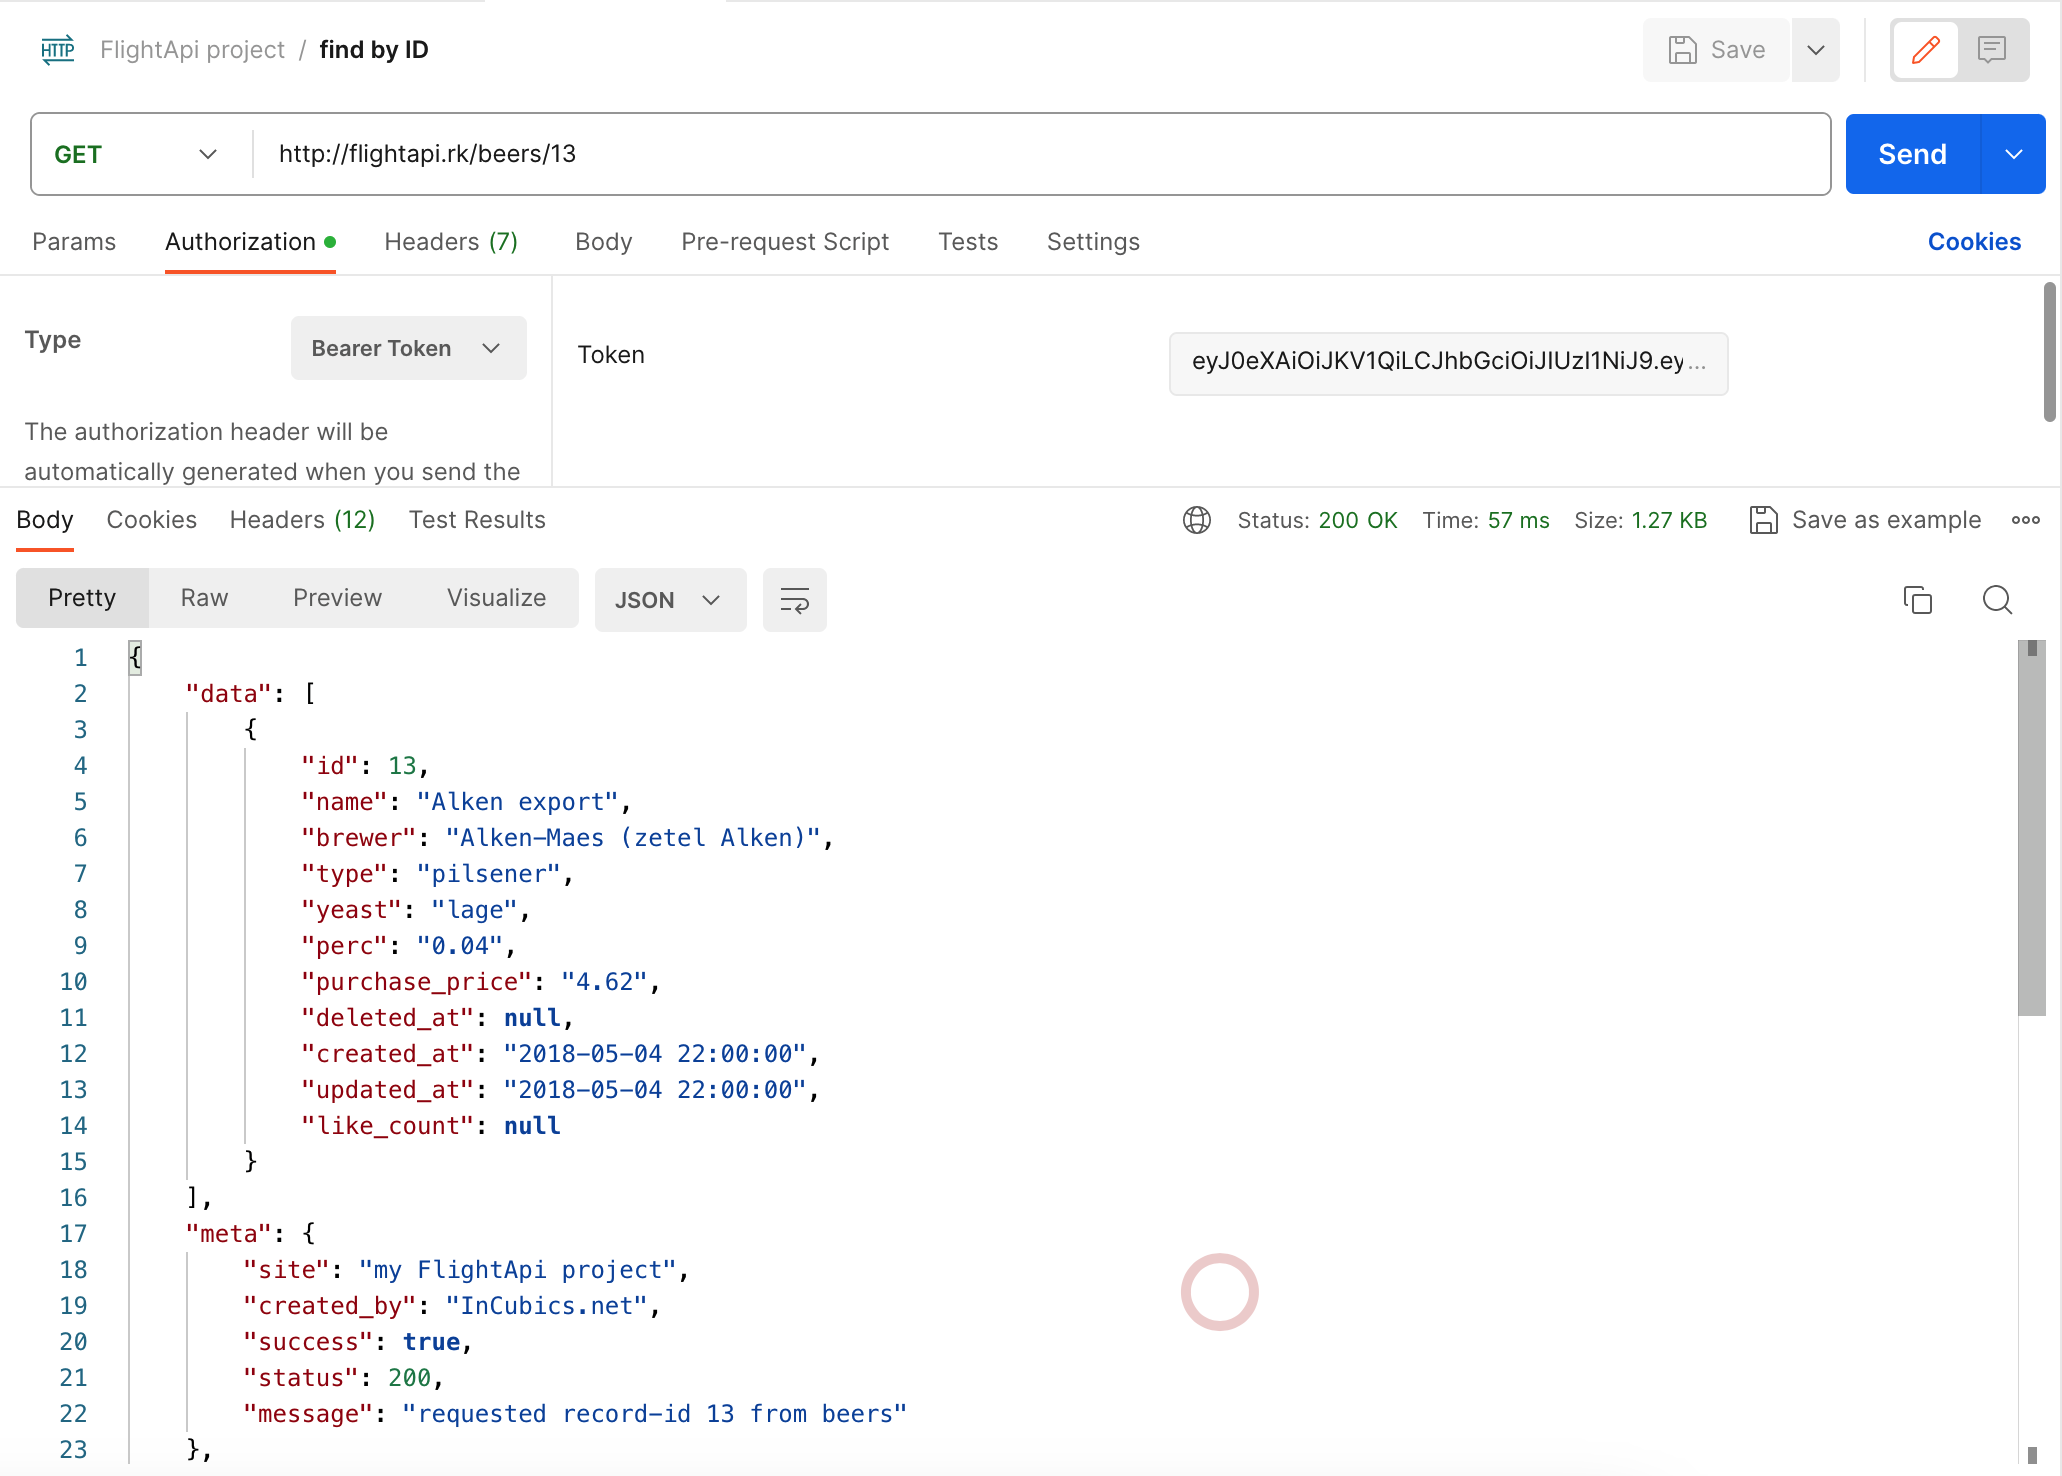 HTTP FlightApi project / find by ID Save
GET http://flightapi.rk/beers/13 Send
Params Authorization Headers (7) Body Pre-request Script Tests Settings Cookies
Type Bearer Token Token eyJ0eXAiOiJKV1QiLCJhbGciOiJIUzI1NiJ9.ey...
The authorization header will be
automatically generated when you send the
Body Cookies Headers (12) Test Results Status: 200 OK Time: 57 ms Size: 1.27 KB Save as example
Pretty Raw Preview Visualize JSON
1 {
2 "data": [
3 {
4 "id": 13,
5 "name": "Alken export",
6 "brewer": "Alken-Maes (zetel Alken)",
7 "type": "pilsener",
8 "yeast": "lage",
9 "perc": "0.04",
10 "purchase_price": "4.62",
11 "deleted_at": null,
12 "created_at": "2018-05-04 22:00:00",
13 "updated_at": "2018-05-04 22:00:00",
14 "like_count": null
15 }
16 ],
17 "meta": {
18 "site": "my FlightApi project",
19 "created_by": "InCubics.net",
20 "success": true,
21 "status": 200,
22 "message": "requested record-id 13 from beers"
23 },